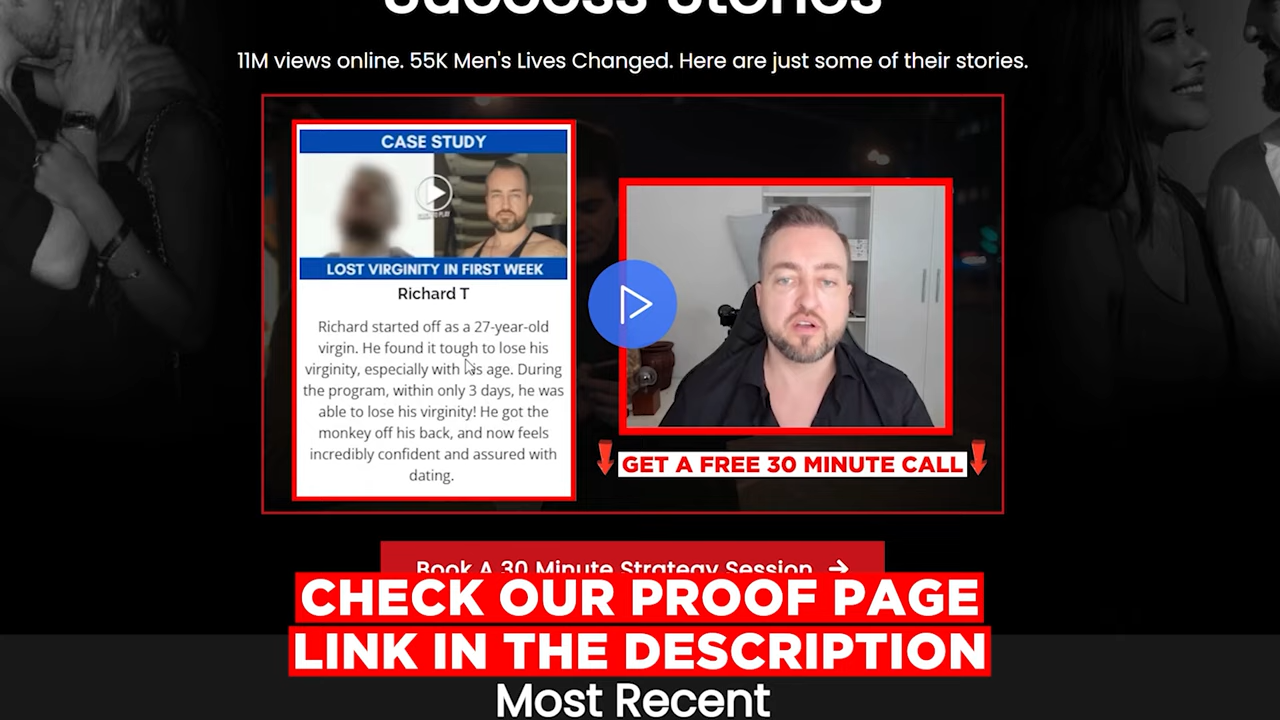 Success Stories
11M views online. 55K Men's Lives Changed. Here are just some of their stories.
CASE STUDY
LOST VIRGINITY IN FIRST WEEK
Richard T
Richard started off as a 27-year-old
virgin. He found it tough to lose his
virginity, especially with his age. During
the program, within only 3 days, he was
able to lose his virginity! He got the
monkey off his back, and now feels
incredibly confident and assured with
dating.
GET A FREE 30 MINUTE CALL
Book A 30 Minute Strategy Session
CHECK OUR PROOF PAGE
LINK IN THE DESCRIPTION
Most Recent